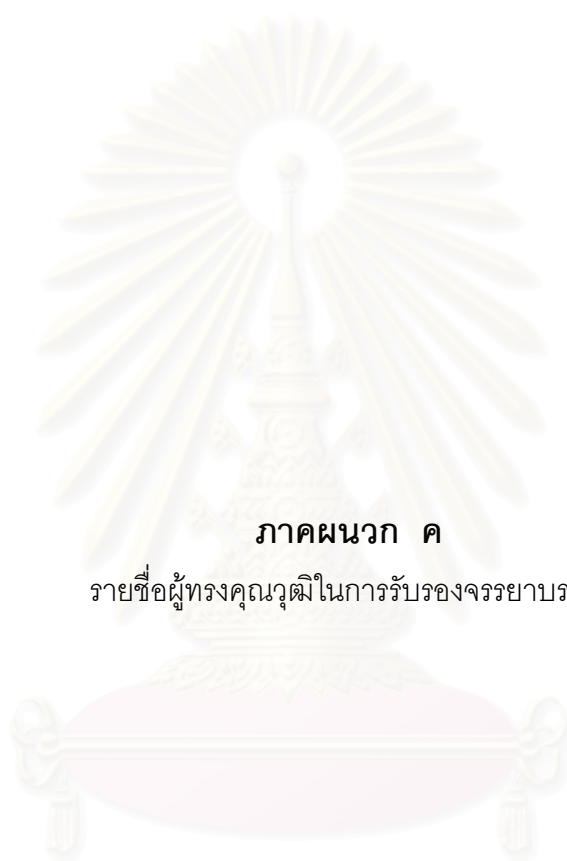 ภาคผนวก ค
รายชื่อผู้ทรงคุณวุฒิในการรับรองจรรยาบร